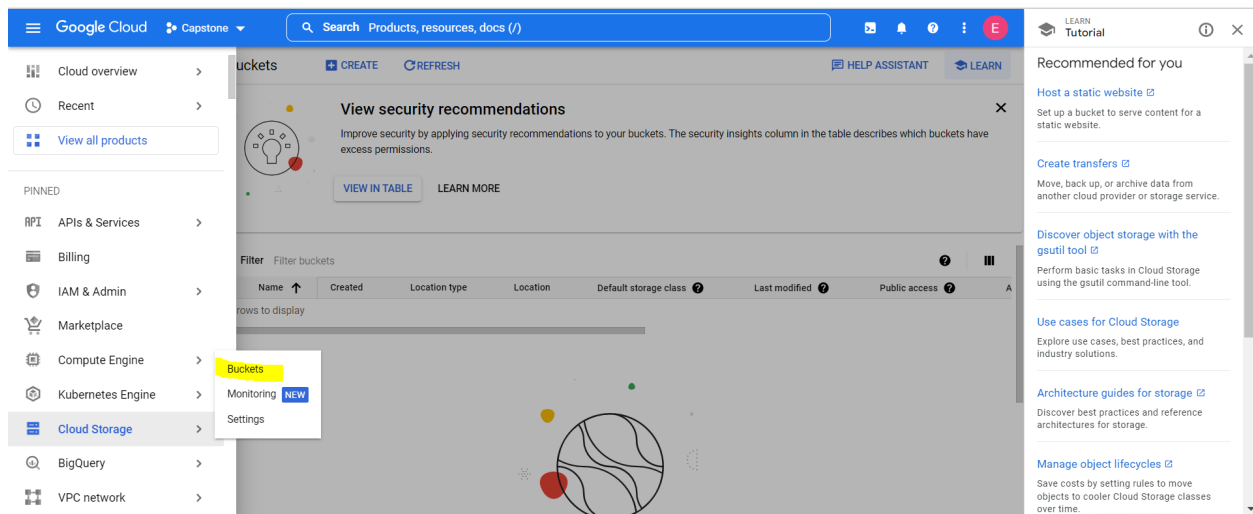 Google Cloud
Capstone
Search Products, resources, docs (/)
E
LEARN
Tutorial
Cloud overview
Recent
View all products
PINNED
API APIs & Services
Billing
IAM & Admin
Marketplace
Compute Engine
Kubernetes Engine
Cloud Storage
BigQuery
VPC network
Buckets
Monitoring NEW
Settings
uckets
CREATE
REFRESH
HELP ASSISTANT
LEARN
View security recommendations
Improve security by applying security recommendations to your buckets. The security insights column in the table describes which buckets have
excess permissions.
VIEW IN TABLE
LEARN MORE
Filter Filter buckets
Name Created Location type Location Default storage class Last modified Public access A
rows to display
Recommended for you
Host a static website
Set up a bucket to serve content for a
static website.
Create transfers
Move, back up, or archive data from
another cloud provider or storage service.
Discover object storage with the
gsutil tool
Perform basic tasks in Cloud Storage
using the gsutil command-line tool.
Use cases for Cloud Storage
Explore use cases, best practices, and
industry solutions.
Architecture guides for storage
Discover best practices and reference
architectures for storage.
Manage object lifecycles
Save costs by setting rules to move
objects to cooler Cloud Storage classes
over time.